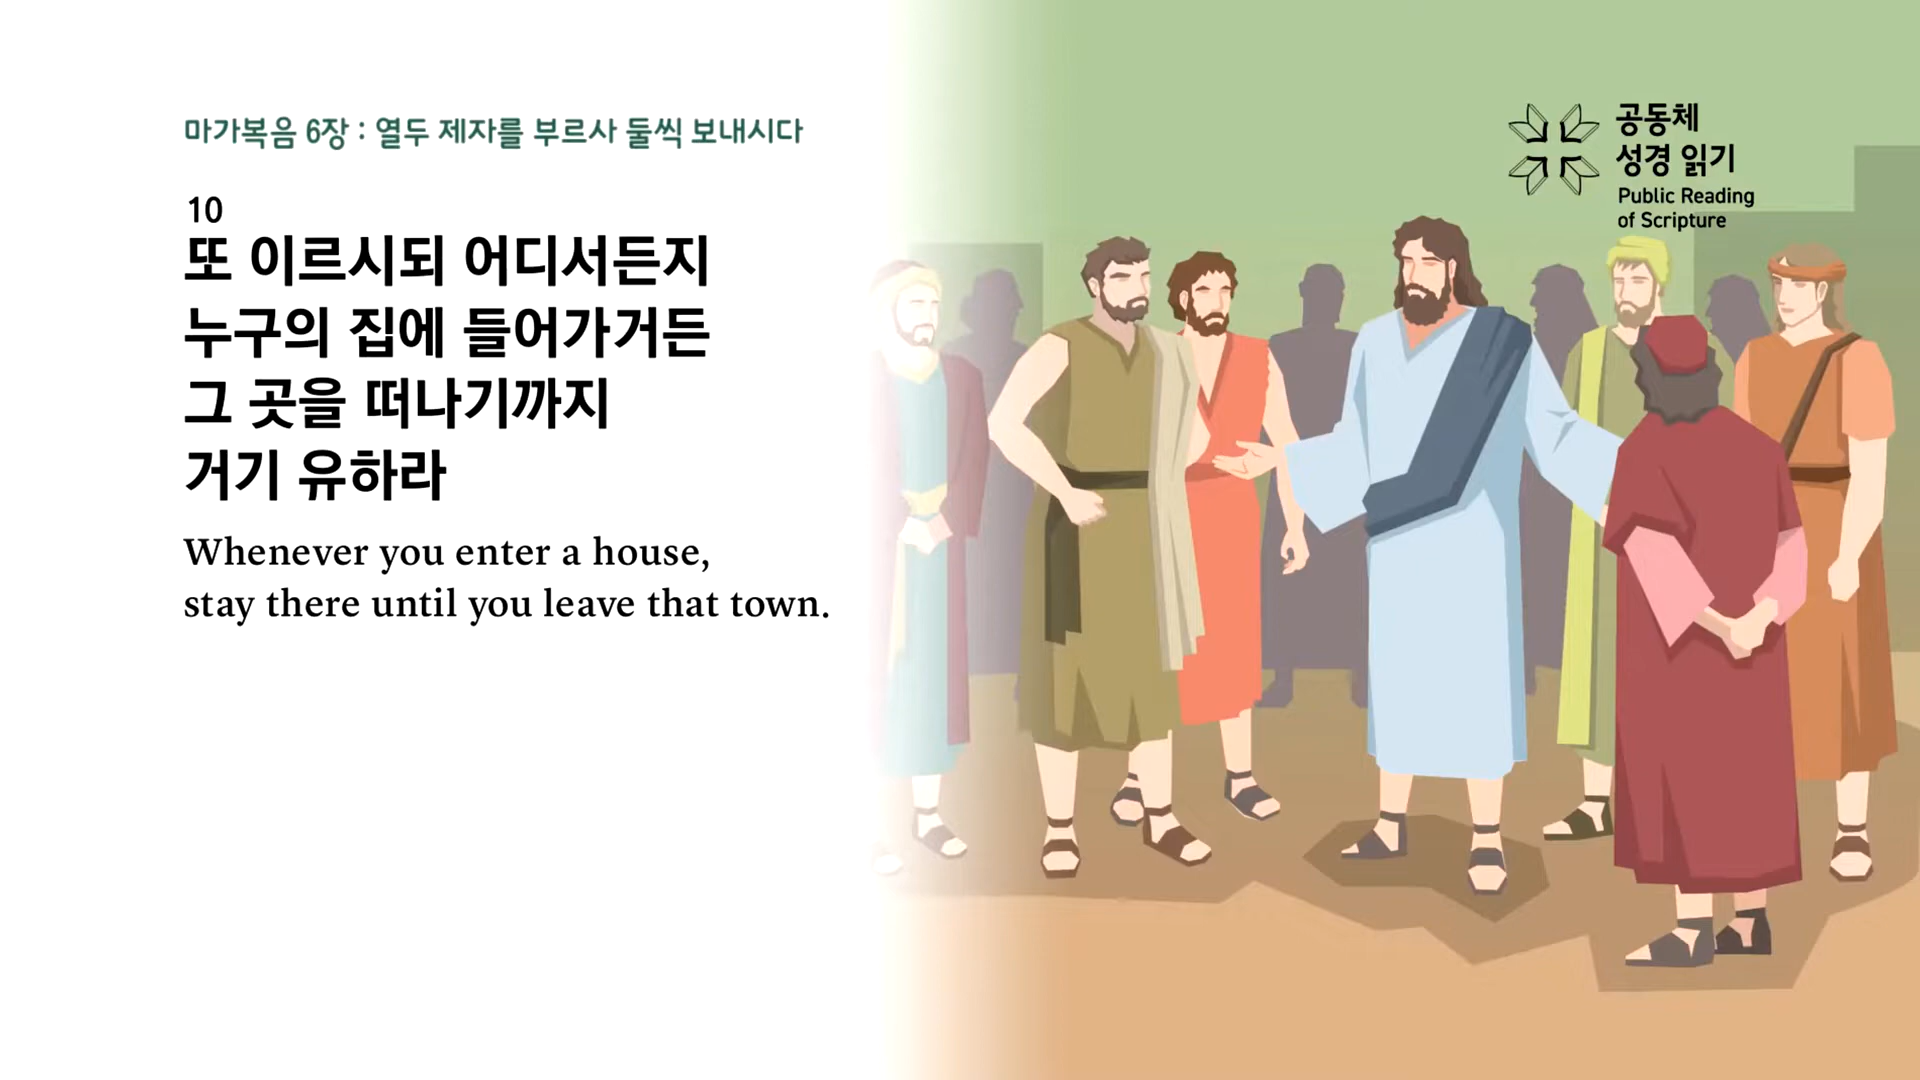 마가복음 6장 : 열두 제자를 부르사 둘씩 보내시다
10
또 이르시되 어디서든지
누구의 집에 들어가거든
그 곳을 떠나기까지
거기 유하라
Whenever you enter a house,
stay there until you leave that town.
공동체
성경 읽기
Public Reading
of Scripture